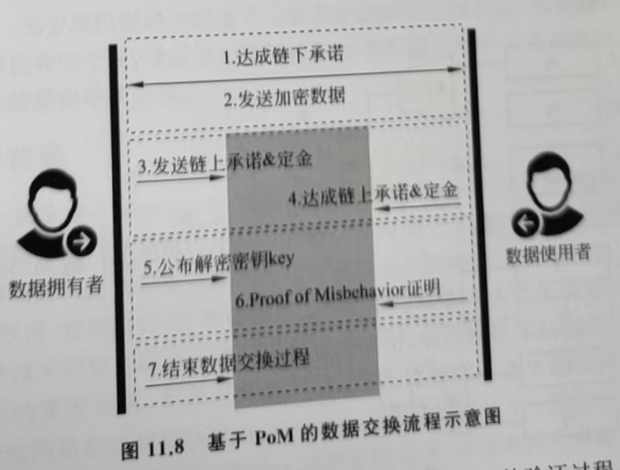 1.达成链下承诺
2.发送加密数据
3.发送链上承诺&定金
4.达成链上承诺&定金
数据拥有者
数据使用者
5.公布解密密钥key
6.Proof of Misbehavior证明
7.结束数据交换过程
图 11.8 基于 PoM 的数据交换流程示意图
验证过程